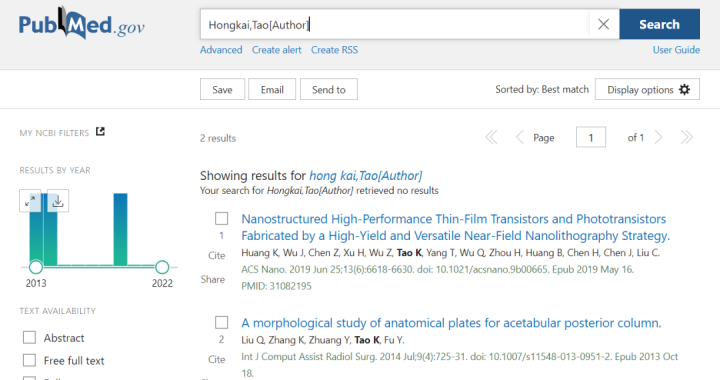 PubMed.gov
Hongkai,Tao[Author]
Search
Advanced Create alert Create RSS
User Guide
Save Email Send to
Sorted by: Best match Display options
MY NCBI FILTERS
2 results
Page 1 of 1
RESULTS BY YEAR
Showing results for hong kai,Tao[Author]
Your search for Hongkai,Tao[Author] retrieved no results
Nanostructured High-Performance Thin-Film Transistors and Phototransistors
1
Fabricated by a High-Yield and Versatile Near-Field Nanolithography Strategy.
Cite
Huang K, Wu J, Chen Z, Xu H, Wu Z, Tao K, Yang T, Wu Q, Zhou H, Huang B, Chen H, Chen J, Liu C.
Share
ACS Nano. 2019 Jun 25;13(6):6618-6630. doi: 10.1021/acsnano.9b00665. Epub 2019 May 16.
PMID: 31082195
2013 2022
TEXT AVAILABILITY
Abstract
Free full text
A morphological study of anatomical plates for acetabular posterior column.
2
Liu Q, Zhang K, Zhuang Y, Tao K, Fu Y.
Cite
Int J Comput Assist Radiol Surg. 2014 Jul;9(4):725-31. doi: 10.1007/s11548-013-0951-2. Epub 2013 Oct
18.